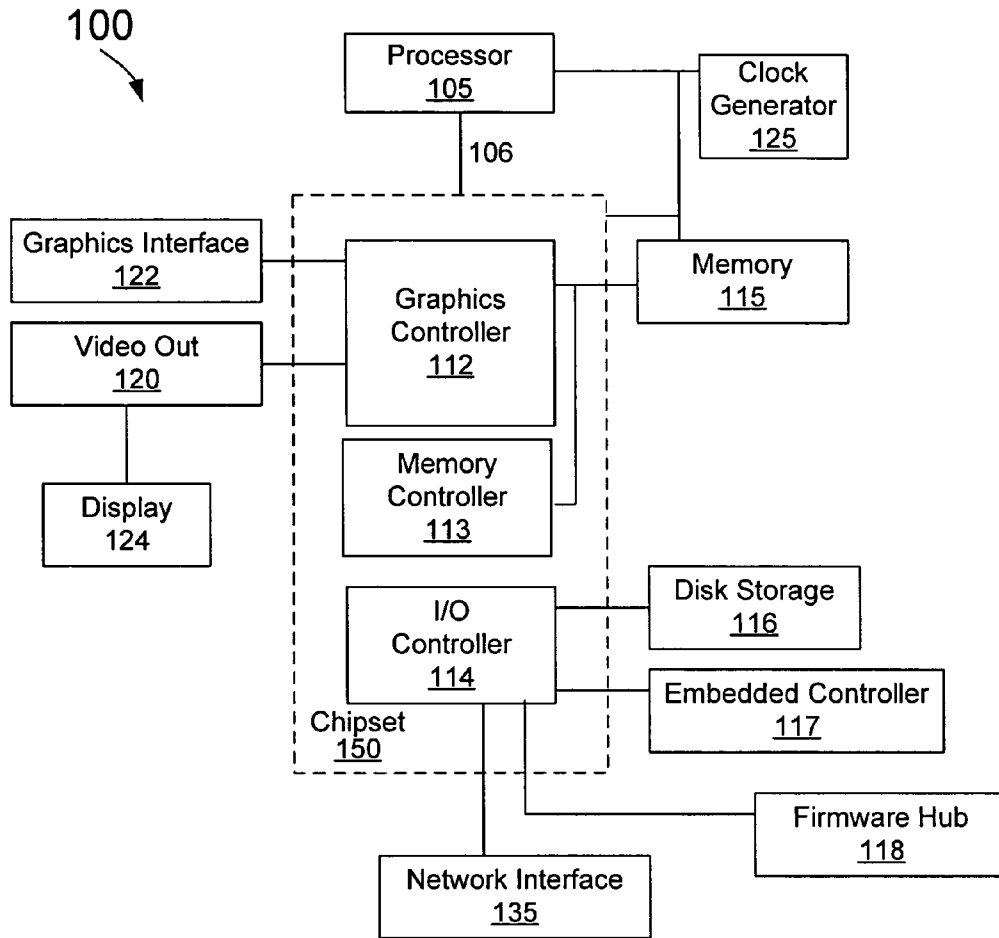 100
Processor
105
Clock
Generator
125
106
Graphics Interface
122
Graphics
Controller
112
Memory
115
Video Out
120
Memory
Controller
113
Display
124
I/O
Controller
114
Disk Storage
116
Embedded Controller
117
Chipset
150
Firmware Hub
118
Network Interface
135